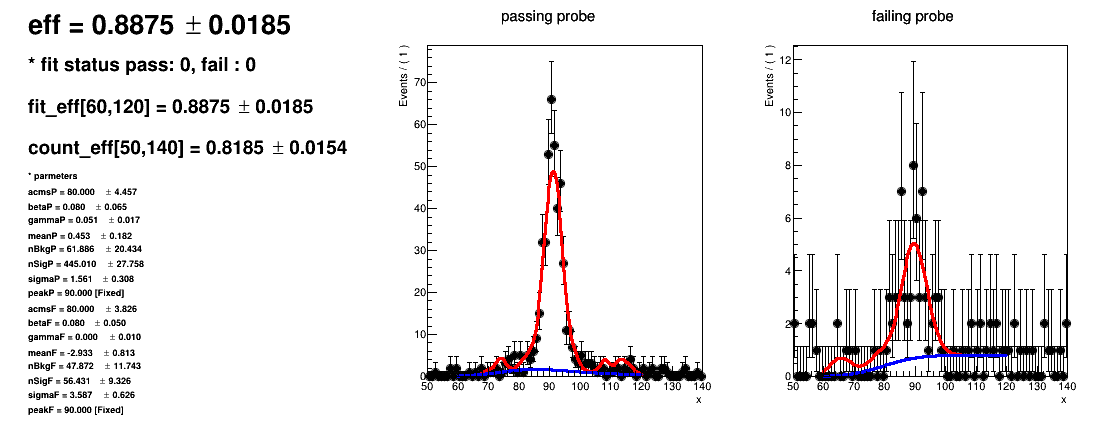 eff = 0.8875 ± 0.0185
* fit status pass: 0, fail : 0
fit_eff[60,120] = 0.8875 ± 0.0185
count_eff[50,140] = 0.8185 ± 0.0154
* parmeters
acmsP = 80.000 ± 4.457
betaP = 0.080 ± 0.065
gammaP = 0.051 ± 0.017
meanP = 0.453 ± 0.182
nBkgP = 61.886 ± 20.434
nSigP = 445.010 ± 27.758
sigmaP = 1.561 ± 0.308
peakP = 90.000 [Fixed]
acmsF = 80.000 ± 3.826
betaF = 0.080 ± 0.050
gammaF = 0.000 ± 0.010
meanF = -2.933 ± 0.813
nBkgF = 47.872 ± 11.743
nSigF = 56.431 ± 9.326
sigmaF = 3.587 ± 0.626
peakF = 90.000 [Fixed]
passing probe
Events / ( 1 )
70
60
50
40
30
20
10
0
50 60 70 80 90 100 110 120 130 140
x
failing probe
Events / ( 1 )
12
10
8
6
4
2
0
50 60 70 80 90 100 110 120 130 140
x